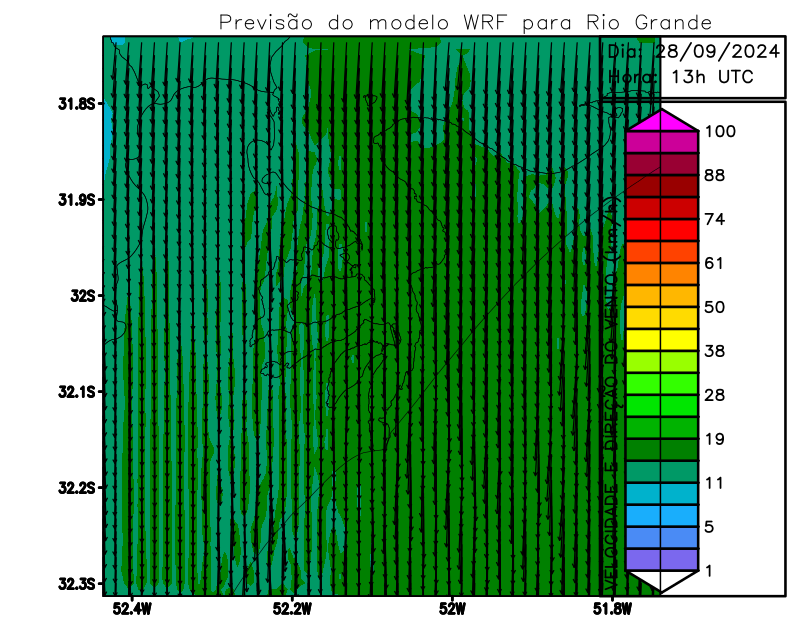 Previsão do modelo WRF para Rio Grande
Dia: 28/09/2024
Hora: 13h UTC
31.8S
31.9S
32S
32.1S
32.2S
32.3S
52.4W
52.2W
52W
51.8W
VELOCIDADE E DIREÇÃO DO VENTO (km/h)
100
88
74
61
50
38
28
19
11
5
1